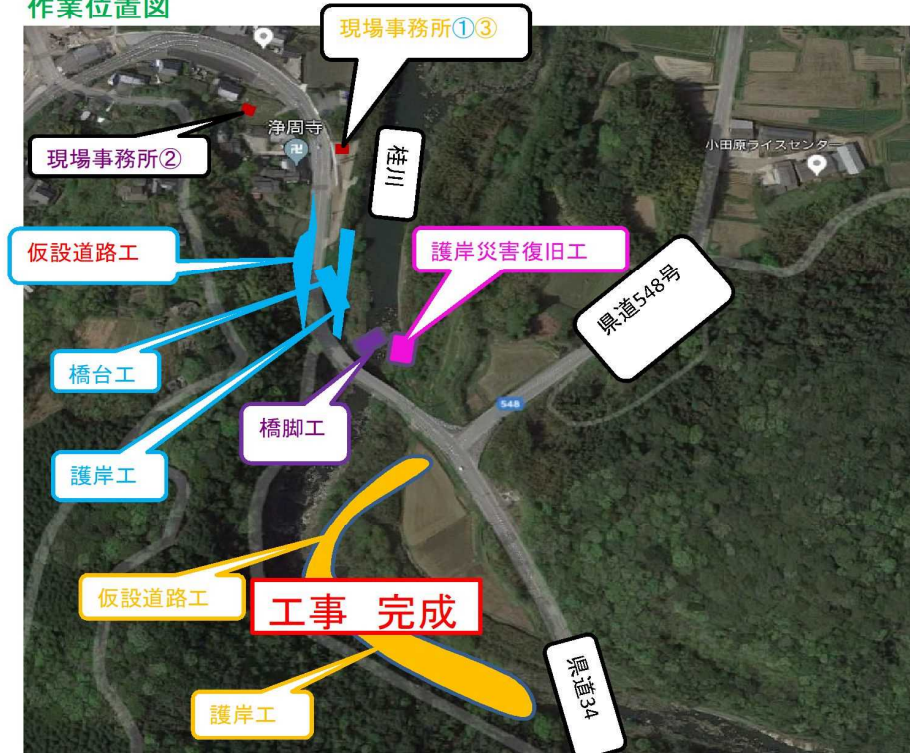 作業位置図
現場事務所①③
浄周寺
現場事務所②
桂川
小田原ライスセンター
仮設道路工
護岸災害復旧工
県道548号
橋台工
548
橋脚工
護岸工
仮設道路工
工事 完成
護岸工
県道34